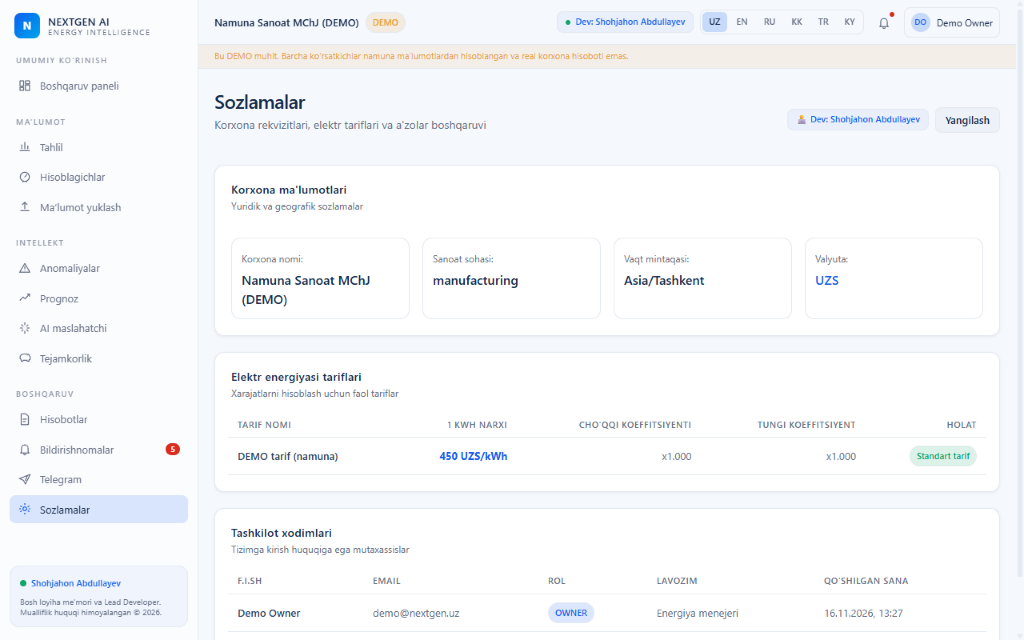 NEXTGEN AI
ENERGY INTELLIGENCE
UMUMIY KO'RINISH
Boshqaruv paneli
MA'LUMOT
Tahlil
Hisoblagichlar
Ma'lumot yuklash
INTELLEKT
Anomaliyalar
Prognoz
AI maslahatchi
Tejamkorlik
BOSHQARUV
Hisobotlar
Bildirishnomalar 5
Telegram
Sozlamalar
Shohjahon Abdullayev
Bosh loyiha me'mori va Lead Developer.
Mualliflik huquqi himoyalangan © 2026.
Namuna Sanoat MChJ (DEMO) DEMO
Dev: Shohjahon Abdullayev
UZ EN RU KK TR KY
DO Demo Owner
Bu DEMO muhit. Barcha ko'rsatkichlar namuna ma'lumotlardan hisoblangan va real korxona hisoboti emas.
Sozlamalar
Korxona rekvizitlari, elektr tariflari va a'zolar boshqaruvi
Dev: Shohjahon Abdullayev
Yangilash
Korxona ma'lumotlari
Yuridik va geografik sozlamalar
Korxona nomi:
Namuna Sanoat MChJ
(DEMO)
Sanoat sohasi:
manufacturing
Vaqt mintaqasi:
Asia/Tashkent
Valyuta:
UZS
Elektr energiyasi tariflari
Xarajatlarni hisoblash uchun faol tariflar
TARIF NOMI 1 KWH NARXI CHO'QQI KOEFFITSIYENTI TUNGI KOEFFITSIYENT HOLAT
DEMO tarif (namuna) 450 UZS/kWh x1.000 x1.000 Standart tarif
Tashkilot xodimlari
Tizimga kirish huquqiga ega mutaxassislar
F.I.SH EMAIL ROL LAVOZIM QO'SHILGAN SANA
Demo Owner demo@nextgen.uz OWNER Energiya menejeri 16.11.2026, 13:27